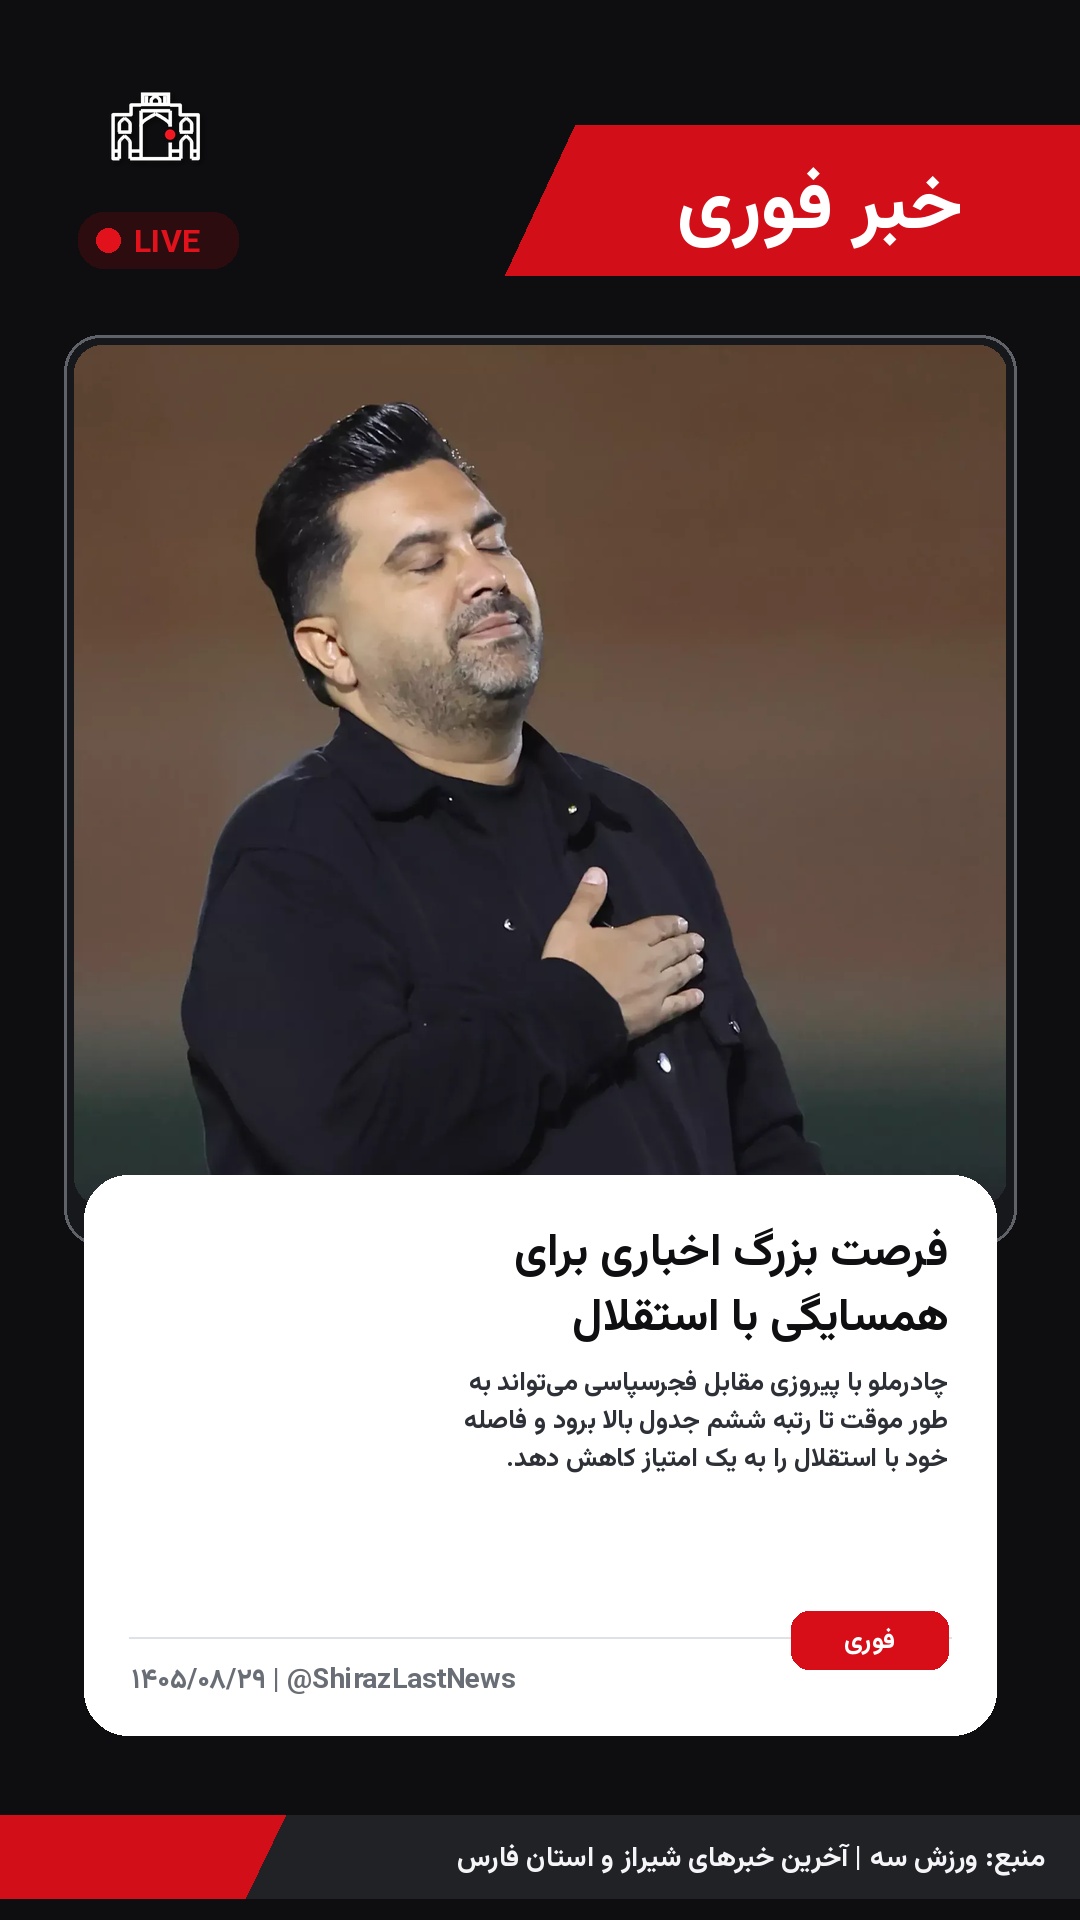 LIVE
خبر فوری
فرصت بزرگ اخباری برای
همسایگی با استقلال
چادرملو با پیروزی مقابل فجرسپاسی می‌تواند به
طور موقت تا رتبه ششم جدول بالا برود و فاصله
خود با استقلال را به یک امتیاز کاهش دهد.
فوری
۱۴۰۵/۰۸/۲۹ | @ShirazLastNews
منبع: ورزش سه | آخرین خبرهای شیراز و استان فارس